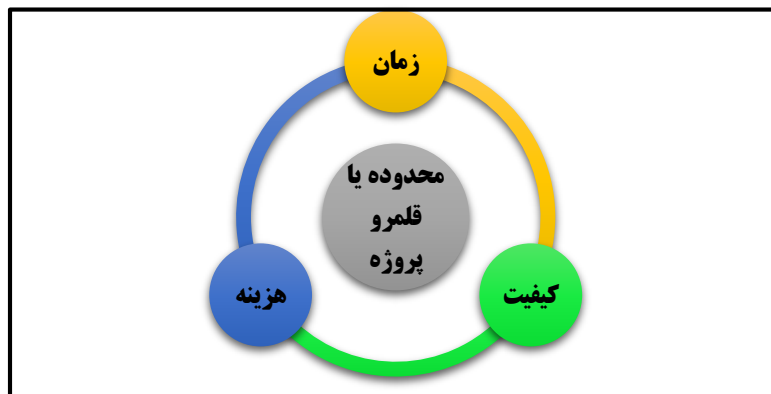 زمان
محدوده یا
قلمرو
پروژه
هزینه
کیفیت